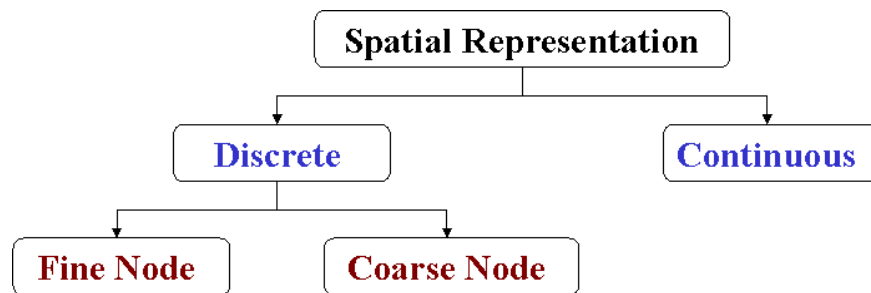 Spatial Representation
Discrete
Continuous
Fine Node
Coarse Node